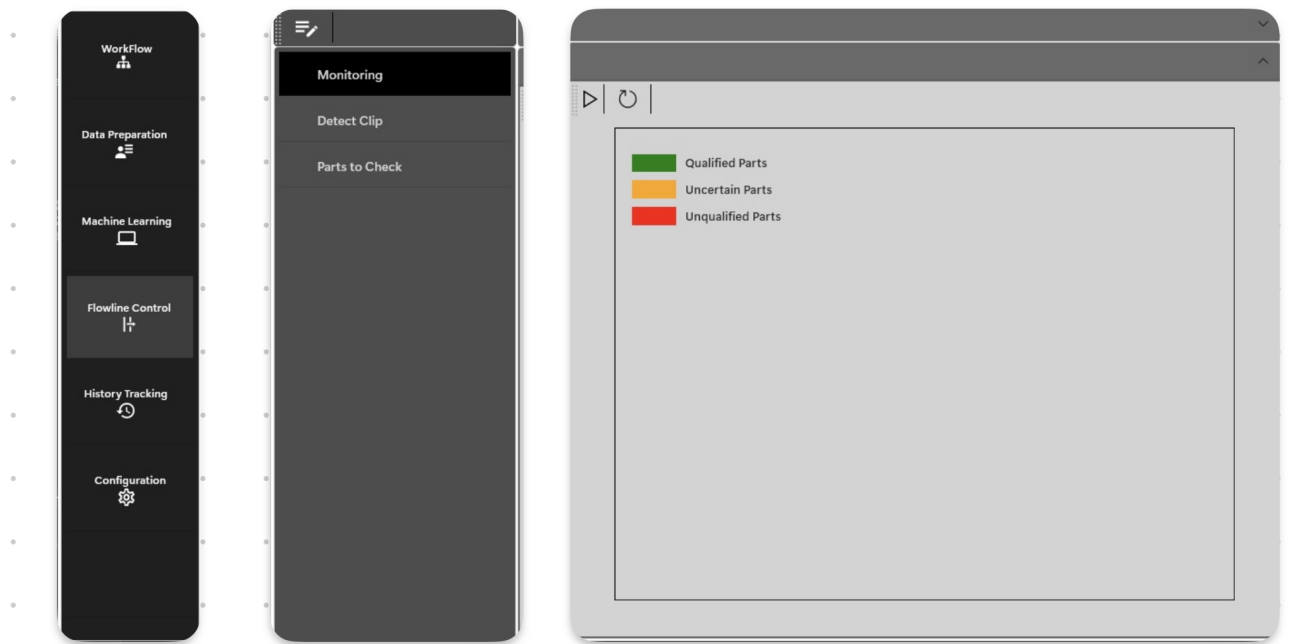 WorkFlow
Data Preparation
Machine Learning
Flowline Control
History Tracking
Configuration
Monitoring
Detect Clip
Parts to Check
Qualified Parts
Uncertain Parts
Unqualified Parts